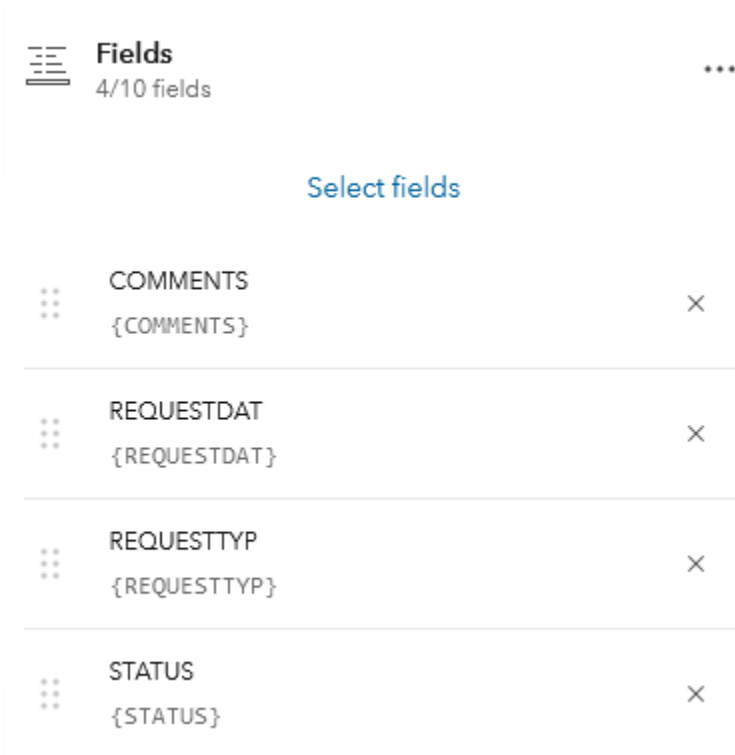 Fields
4/10 fields
Select fields
COMMENTS
{COMMENTS}
REQUESTDAT
{REQUESTDAT}
REQUESTTYP
{REQUESTTYP}
STATUS
{STATUS}